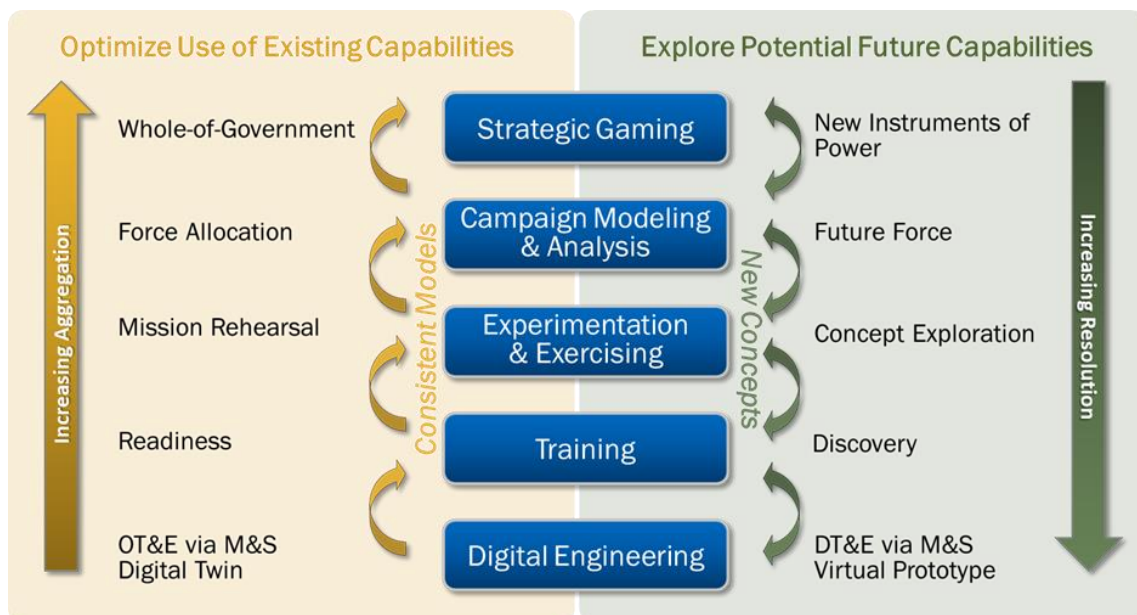 Optimize Use of Existing Capabilities
Explore Potential Future Capabilities
Increasing Aggregation
Whole-of-Government
Strategic Gaming
New Instruments of
Power
Force Allocation
Campaign Modeling
& Analysis
Future Force
Consistent Models
New Concepts
Increasing Resolution
Mission Rehearsal
Experimentation
& Exercising
Concept Exploration
Readiness
Training
Discovery
OT&E via M&S
Digital Twin
Digital Engineering
DT&E via M&S
Virtual Prototype